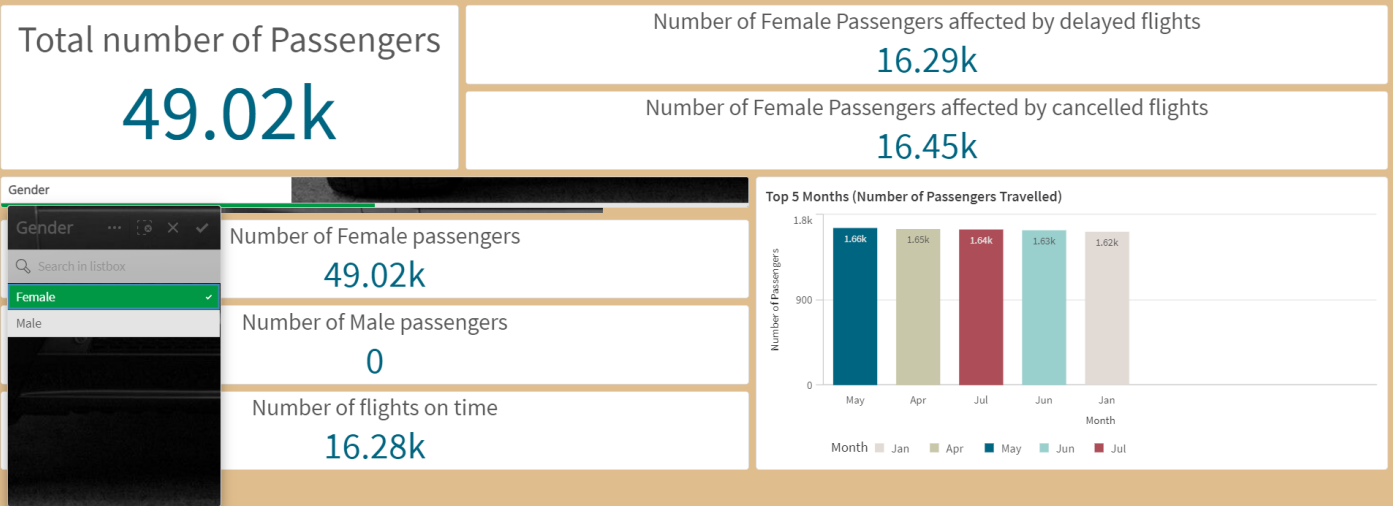 Total number of Passengers
49.02k
Number of Female Passengers affected by delayed flights
16.29k
Number of Female Passengers affected by cancelled flights
16.45k
Gender
Gender
Search in listbox
Female
Male
Number of Female passengers
49.02k
Number of Male passengers
0
Number of flights on time
16.28k
Top 5 Months (Number of Passengers Travelled)
Number of Passengers
1.8k
900
0
1.66k 1.65k 1.64k 1.63k 1.62k
May Apr Jul Jun Jan
Month
Month Jan Apr May Jun Jul